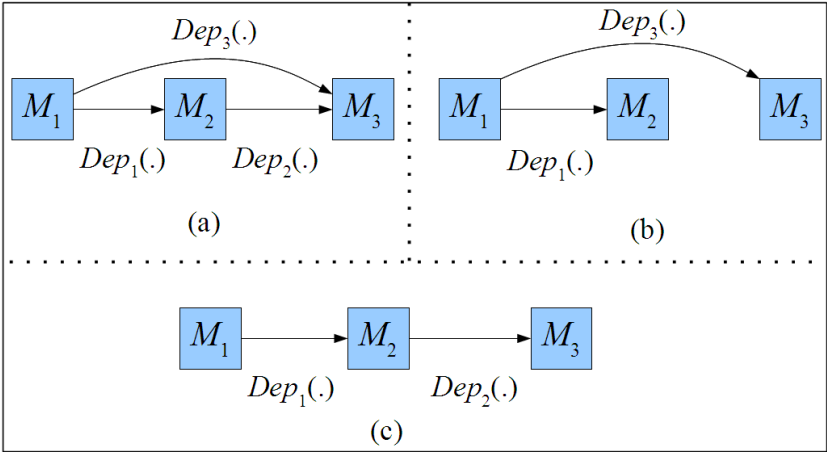 Dep₃(.)
M₁ M₂ M₃
Dep₁(.) Dep₂(.)
(a)
Dep₃(.)
M₁ M₂ M₃
Dep₁(.)
(b)
M₁ M₂ M₃
Dep₁(.) Dep₂(.)
(c)